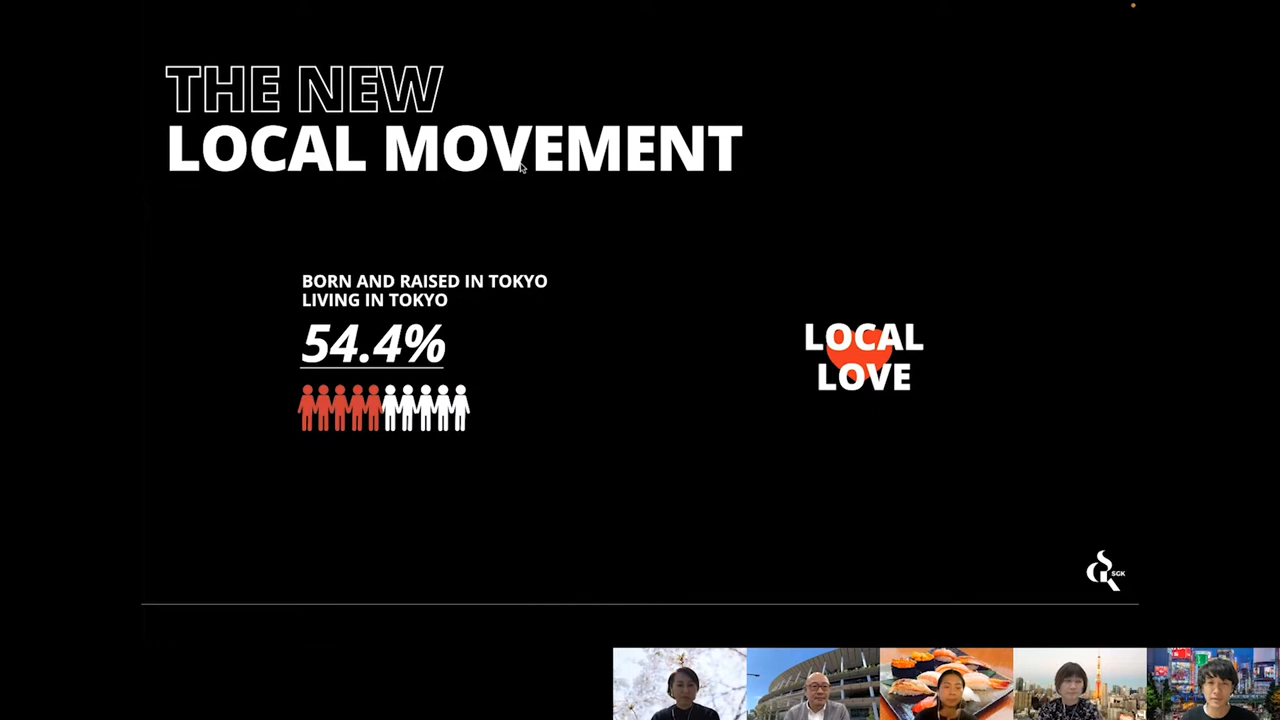 THE NEW
LOCAL MOVEMENT
BORN AND RAISED IN TOKYO
LIVING IN TOKYO
54.4%
LOCAL
LOVE
SGK